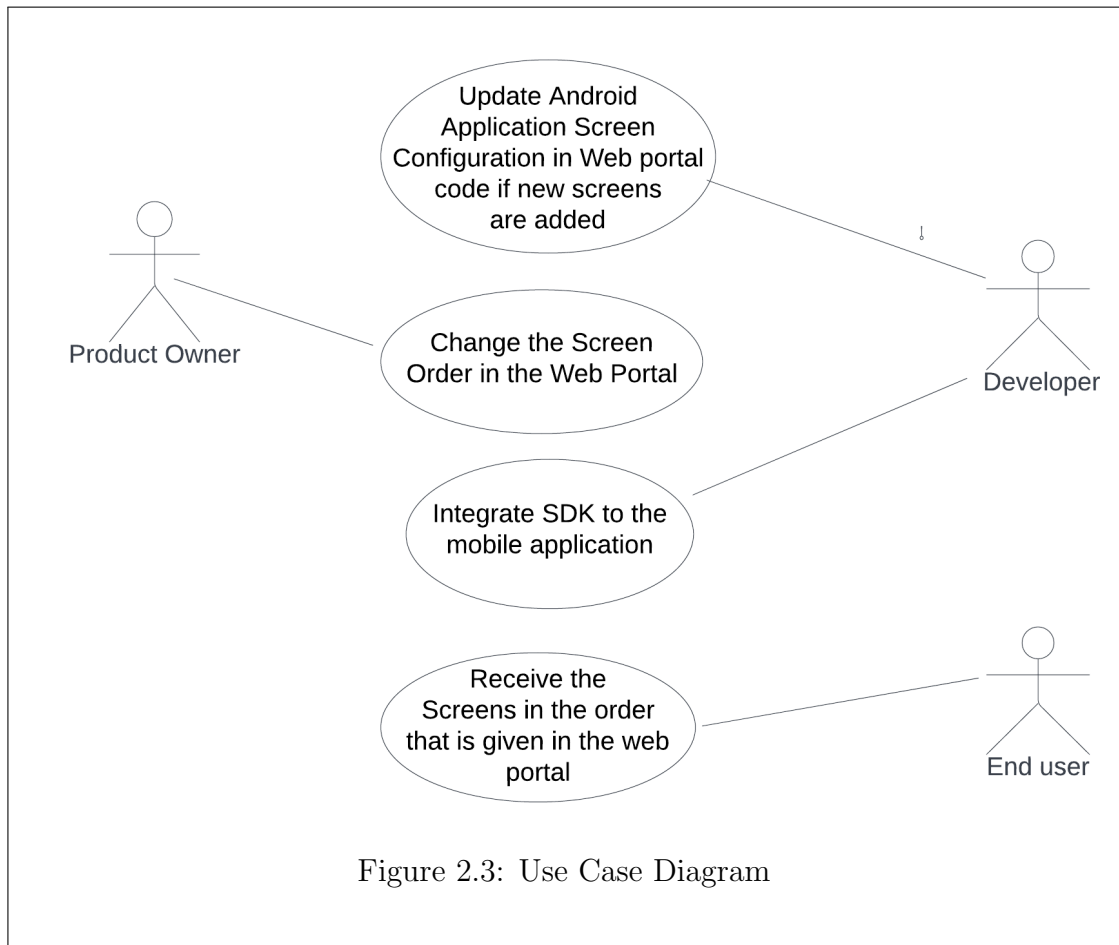 Update Android
Application Screen
Configuration in Web portal
code if new screens
are added
Product Owner
Change the Screen
Order in the Web Portal
Developer
Integrate SDK to the
mobile application
Receive the
Screens in the order
that is given in the web
portal
End user
Figure 2.3: Use Case Diagram